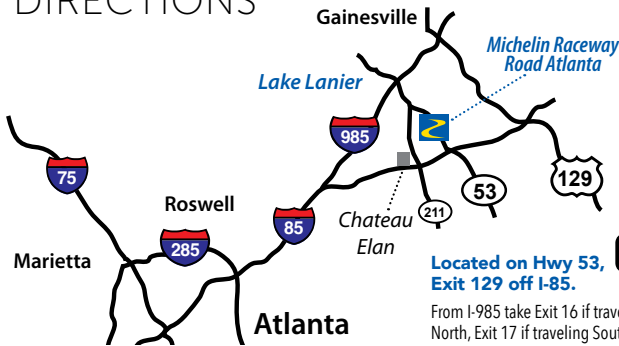 DIRECTIONS
Gainesville
Michelin Raceway
Road Atlanta
Lake Lanier
985
75
129
53
Roswell
211
85
Chateau
Elan
285
Marietta
Located on Hwy 53,
Exit 129 off I-85.
Atlanta
From I-985 take Exit 16 if
North, Exit 17 if traveling